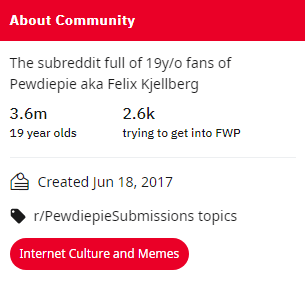 About Community
The subreddit full of 19y/o fans of
Pewdiepie aka Felix Kjellberg
3.6m 2.6k
19 year olds trying to get into FWP
Created Jun 18, 2017
r/PewdiepieSubmissions topics
Internet Culture and Memes